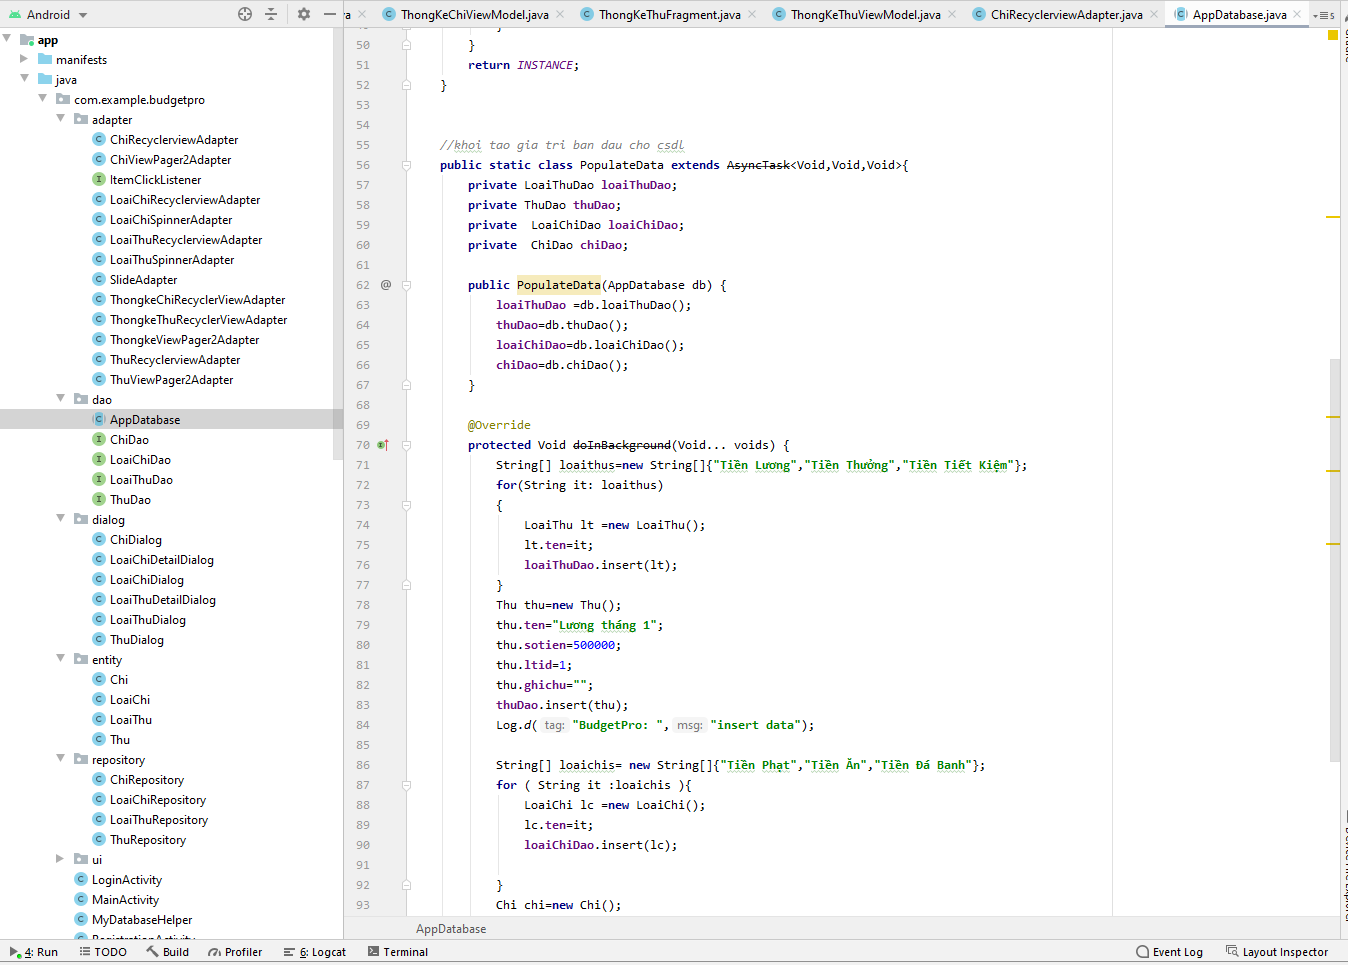 Android
va
ThongKeChiViewModel.java
ThongKeThuFragment.java
ThongKeThuViewModel.java
ChiRecyclerviewAdapter.java
AppDatabase.java
5
app
manifests
java
com.example.budgetpro
adapter
ChiRecyclerviewAdapter
ChiViewPager2Adapter
ItemClickListener
LoaiChiRecyclerviewAdapter
LoaiChiSpinnerAdapter
LoaiThuRecyclerviewAdapter
LoaiThuSpinnerAdapter
SlideAdapter
ThongkeChiRecyclerViewAdapter
ThongkeThuRecyclerViewAdapter
ThongkeViewPager2Adapter
ThuRecyclerviewAdapter
ThuViewPager2Adapter
dao
AppDatabase
ChiDao
LoaiChiDao
LoaiThuDao
ThuDao
dialog
ChiDialog
LoaiChiDetailDialog
LoaiChiDialog
LoaiThuDetailDialog
LoaiThuDialog
ThuDialog
entity
Chi
LoaiChi
LoaiThu
Thu
repository
ChiRepository
LoaiChiRepository
LoaiThuRepository
ThuRepository
ui
LoginActivity
MainActivity
MyDatabaseHelper
RegistrationActivity
50 }
51 return INSTANCE;
52 }
53
54
55 //khoi tao gia tri ban dau cho csdl
56 public static class PopulateData extends AsyncTask<Void,Void,Void>{
57 private LoaiThuDao loaiThuDao;
58 private ThuDao thuDao;
59 private  LoaiChiDao loaiChiDao;
60 private  ChiDao chiDao;
61
62 @ public PopulateData(AppDatabase db) {
63 loaiThuDao =db.loaiThuDao();
64 thuDao=db.thuDao();
65 loaiChiDao=db.loaiChiDao();
66 chiDao=db.chiDao();
67 }
68
69 @Override
70 protected Void doInBackground(Void... voids) {
71 String[] loaithus=new String[]{"Tiền Lương","Tiền Thưởng","Tiền Tiết Kiệm"};
72 for(String it: loaithus)
73 {
74 LoaiThu lt =new LoaiThu();
75 lt.ten=it;
76 loaiThuDao.insert(lt);
77 }
78 Thu thu=new Thu();
79 thu.ten="Lương tháng 1";
80 thu.sotien=500000;
81 thu.ltid=1;
82 thu.ghichu="";
83 thuDao.insert(thu);
84 Log.d( tag: "BudgetPro: ", msg: "insert data");
85
86 String[] loaichis= new String[]{"Tiền Phạt","Tiền Ăn","Tiền Đá Banh"};
87 for ( String it :loaichis ){
88 LoaiChi lc =new LoaiChi();
89 lc.ten=it;
90 loaiChiDao.insert(lc);
91
92 }
93 Chi chi=new Chi();
AppDatabase
4: Run
TODO
Build
Profiler
6: Logcat
Terminal
Event Log
Layout Inspector